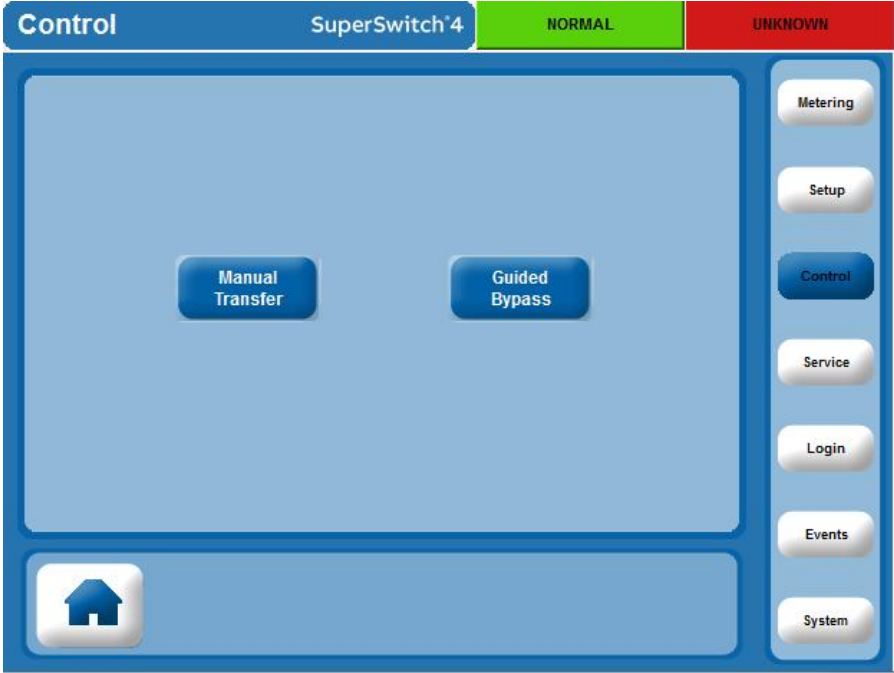 Control
SuperSwitch®4
NORMAL
UNKNOWN
Manual
Transfer
Guided
Bypass
Metering
Setup
Control
Service
Login
Events
System